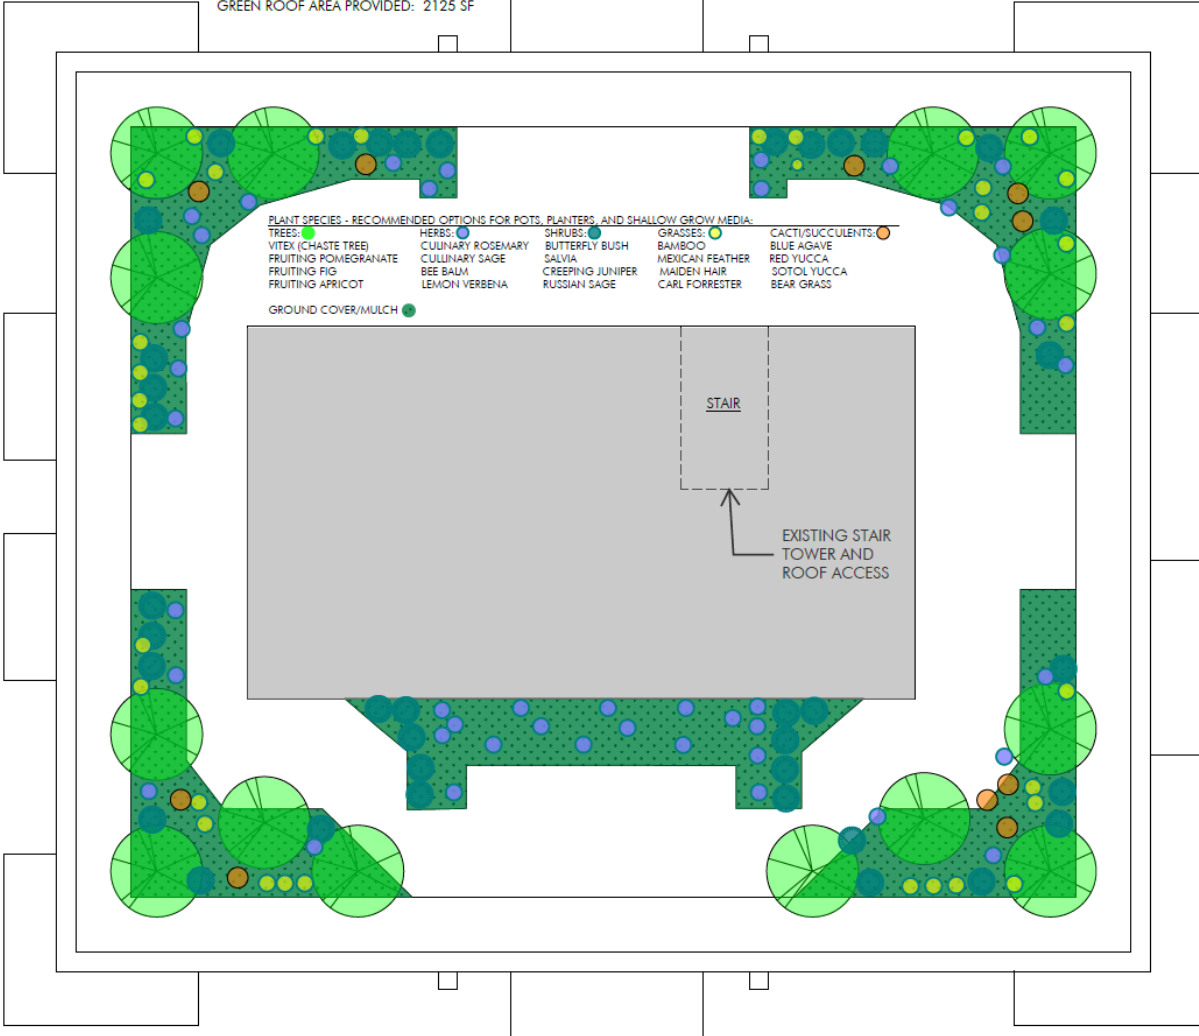 GREEN ROOF AREA PROVIDED: 2125 SF
PLANT SPECIES - RECOMMENDED OPTIONS FOR POTS, PLANTERS, AND SHALLOW GROW MEDIA:
TREES: HERBS: SHRUBS: GRASSES: CACTI/SUCCULENTS:
VITEX (CHASTE TREE) CULINARY ROSEMARY BUTTERFLY BUSH BAMBOO BLUE AGAVE
FRUITING POMEGRANATE CULLINARY SAGE SALVIA MEXICAN FEATHER RED YUCCA
FRUITING FIG BEE BALM CREEPING JUNIPER MAIDEN HAIR SOTOL YUCCA
FRUITING APRICOT LEMON VERBENA RUSSIAN SAGE CARL FORRESTER BEAR GRASS
GROUND COVER/MULCH
STAIR
EXISTING STAIR
TOWER AND
ROOF ACCESS